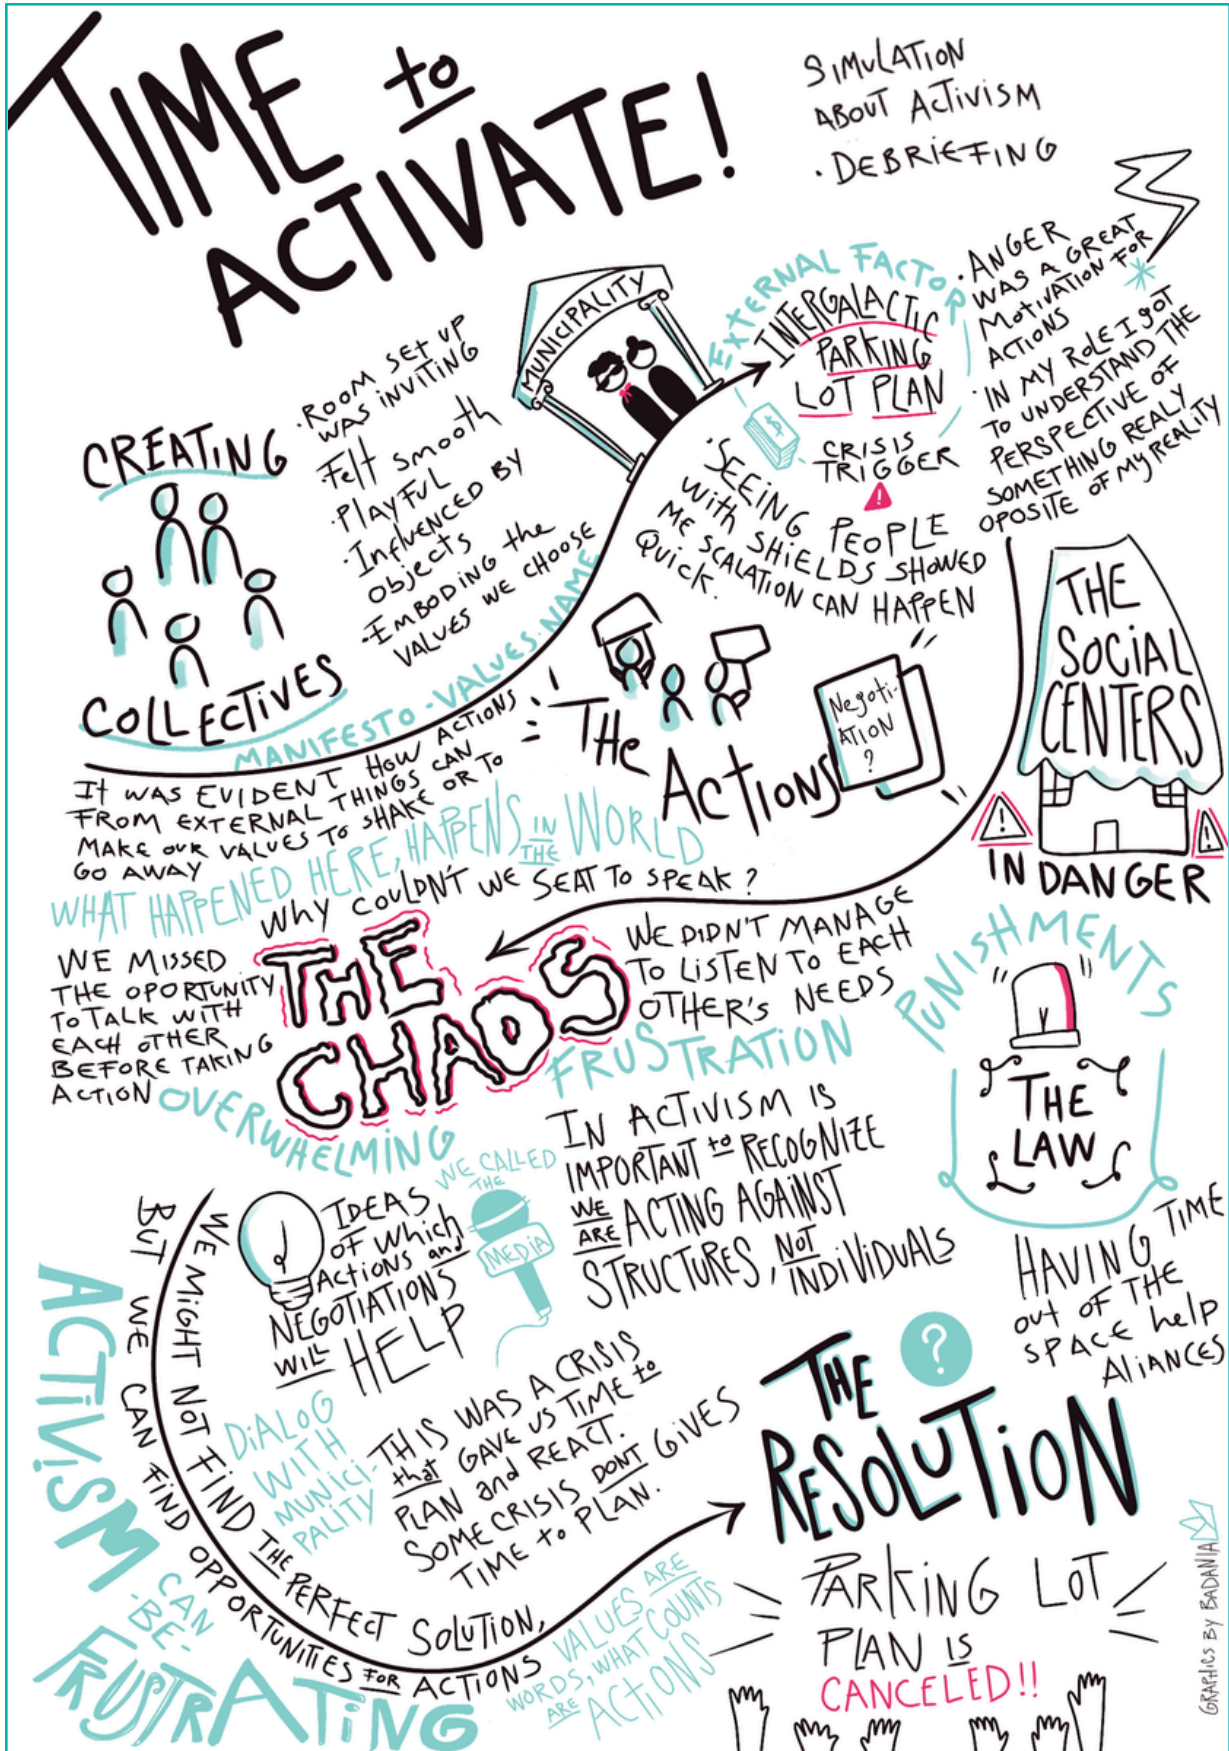 TIME to
ACTIVATE!
SIMULATION
ABOUT ACTIVISM
· DEBRIEFING
CREATING
COLLECTIVES
· ROOM SET UP
WAS INVITING
Felt smooth
· PlAYFUL
· InflVENCED BY
Objects
· EMBODING the
VALUES WE CHOOSE
MANIFESTO · VALUES · NAME
MUNICIPALITY
EXTERNAL FACTOR
INTERGALACTIC
PARKING
LOT PLAN
$
CRISIS
TRIGGER
!
· ANGER
WAS A GREAT
MOTIVATION FOR
ACTIONS
· IN MY ROLE I GOT
TO UNDERSTAND THE
PERSPECTIVE OF
SOMETHING REALY
OPOSITE OF MY REALITY
· SEEING PEOPLE
WITH SHIELDS SHOWED
ME SCALATION CAN HAPPEN
QUICK.
THE
SOCIAL
CENTERS
! !
IN DANGER
THe
ACtIONS
Negoti-
ATION
?
IT WAS EVIDENT HOW ACTIONS
FROM EXTERNAL THINGS CAN
MAKE OUR VALUES TO SHAKE OR TO
GO AWAY
WHAT HAPPENED HERE, HAPPENS IN THE WORLD
WHY COULDN'T WE SEAT TO SPEAK?
THE
CHAOS
WE MISSED
THE OPORTUNITY
TO TALK WITH
EACH OTHER
BEFORE TAKING
ACTION
OVERWHELMING
WE DIDN'T MANAGE
TO LISTEN TO EACH
OTHER'S NEEDS
FRUSTRATION
PUNISHMENTS
THE
LAW
IN ACTIVISM IS
IMPORTANT to RECOGNIZE
WE ARE ACTING AGAINST
STRUCTURES, NOT INDIVIDUALS
HAVING TIME
OUT OF THE
SPACE help
AliANCES
IDEAS
OF WHICH
ACTIONS and
NEGOTIATIONS
WILL HELP
WE CALLED
THE
MEDIA
DIALOG
WITH
MUNICI-
PALITY
THIS WAS A CRISIS
that GAVE US TIME to
PLAN and REACT.
SOME CRISIS DONT GIVES
TIME to PLAN.
WE MIGHT NOT FIND THE PERFECT SOLUTION,
BUT WE CAN FIND OPPORTUNITIES FOR ACTIONS
ACTIVISM
CAN
-BE-
FRUSTRATING
VALUES ARE
WORDS, WHAT COUNTS
ARE ACTIONS
?
THE
RESOLUTION
PARKING LOT
PLAN IS
CANCELED!!
GRAPHICS BY BADANIA